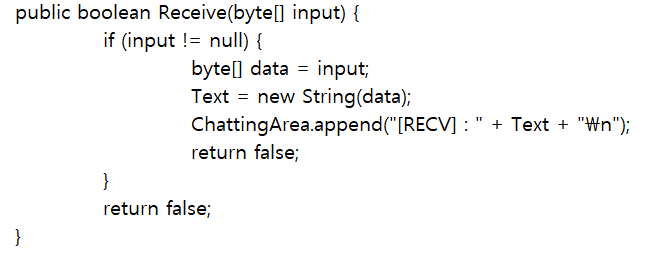 public boolean Receive(byte[] input) {
if (input != null) {
byte[] data = input;
Text = new String(data);
ChattingArea.append("[RECV] : " + Text + "₩n");
return false;
}
return false;
}